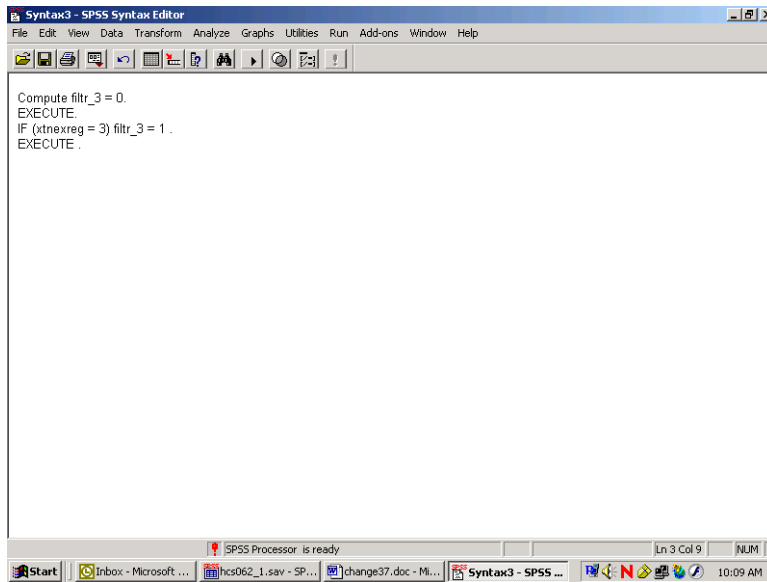 Syntax3 - SPSS Syntax Editor
File Edit View Data Transform Analyze Graphs Utilities Run Add-ons Window Help
Compute filtr_3 = 0.
EXECUTE.
IF (xtnexreg = 3) filtr_3 = 1 .
EXECUTE .
SPSS Processor is ready
Ln 3 Col 9
NUM
Start
Inbox - Microsoft ...
hcs062_1.sav - SP...
change37.doc - Mi...
Syntax3 - SPSS ...
N
10:09 AM